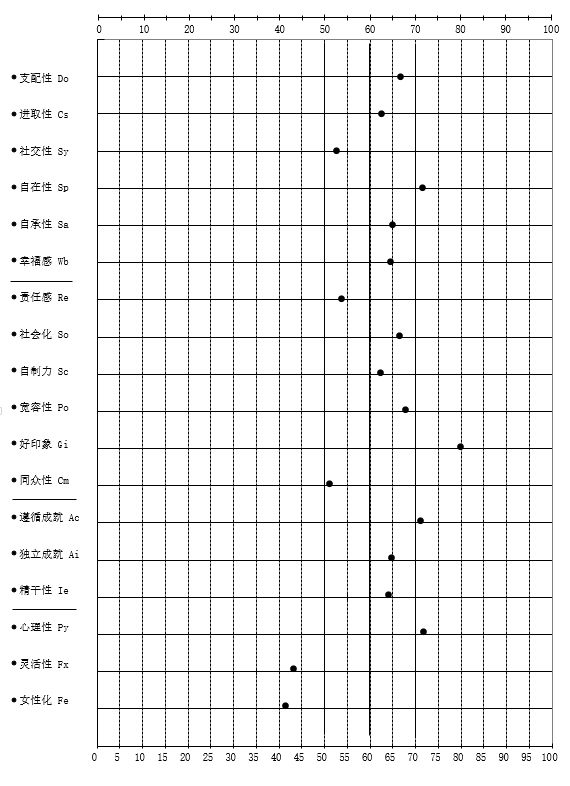 0 10 20 30 40 50 60 70 80 90 100
支配性 Do
进取性 Cs
社交性 Sy
自在性 Sp
自承性 Sa
幸福感 Wb
责任感 Re
社会化 So
自制力 Sc
宽容性 Po
好印象 Gi
同众性 Cm
遵循成就 Ac
独立成就 Ai
精干性 Ie
心理性 Py
灵活性 Fx
女性化 Fe
0 5 10 15 20 25 30 35 40 45 50 55 60 65 70 75 80 85 90 95 100